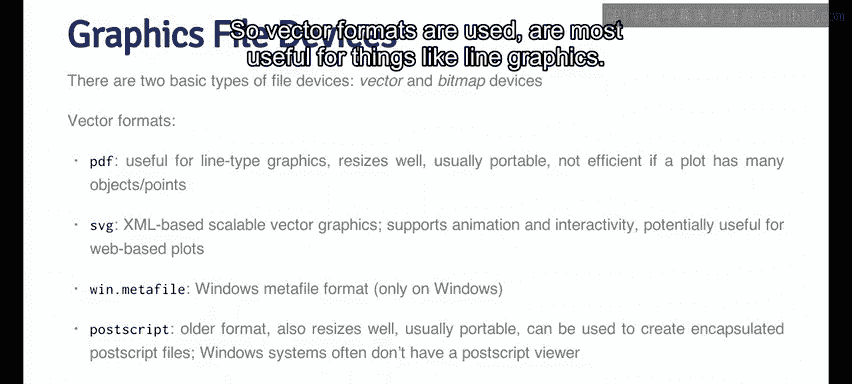 Graphics File Devices
So vector formats are used, are most
useful for things like line graphics.
There are two basic types of file devices: vector and bitmap devices
Vector formats:
· pdf: useful for line-type graphics, resizes well, usually portable, not efficient if a plot has many
objects/points
· svg: XML-based scalable vector graphics; supports animation and interactivity, potentially useful for
web-based plots
· win.metafile: Windows metafile format (only on Windows)
· postscript: older format, also resizes well, usually portable, can be used to create encapsulated
postscript files; Windows systems often don't have a postscript viewer